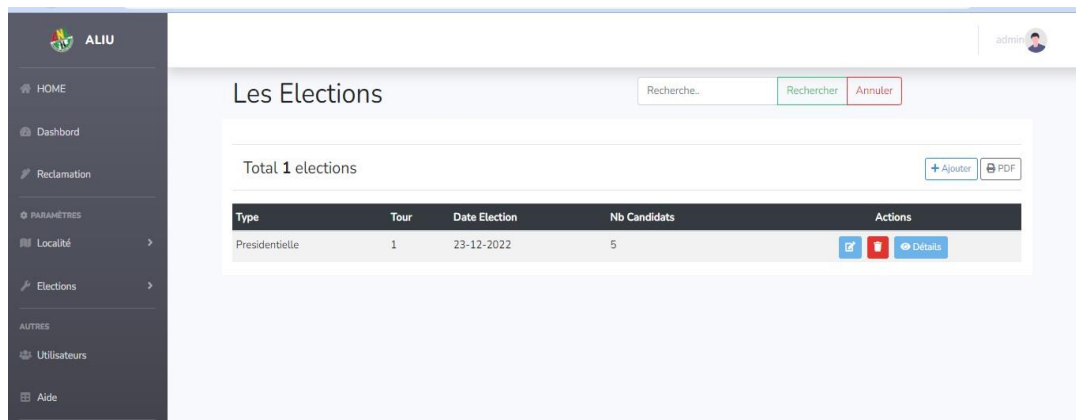 ALIU
admin
HOME
Dashbord
Reclamation
PARAMÈTRES
Localité
Elections
AUTRES
Utilisateurs
Aide
Les Elections
Recherche..
Rechercher
Annuler
Total 1 elections
+ Ajouter
PDF
Type Tour Date Election Nb Candidats Actions
Presidentielle 1 23-12-2022 5 Détails